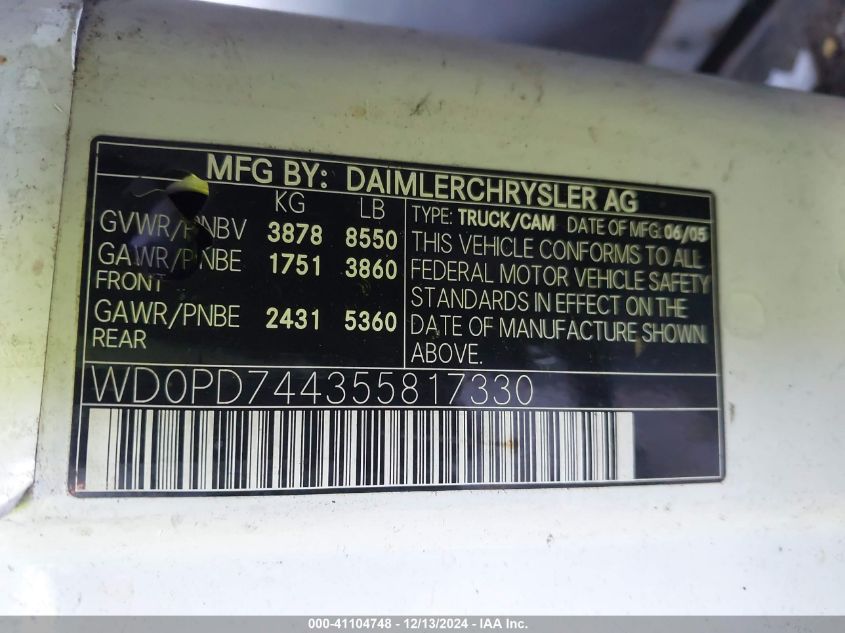 MFG BY: DAIMLERCHRYSLER AG
KG LB
GVWR/PNBV 3878 8550
GAWR/PNBE 1751 3860
FRONT
GAWR/PNBE 2431 5360
REAR
TYPE: TRUCK/CAM DATE OF MFG: 06/05
THIS VEHICLE CONFORMS TO ALL
FEDERAL MOTOR VEHICLE SAFETY
STANDARDS IN EFFECT ON THE
DATE OF MANUFACTURE SHOWN
ABOVE.
WD0PD744355817330
000-41104748 - 12/13/2024 - IAA Inc.